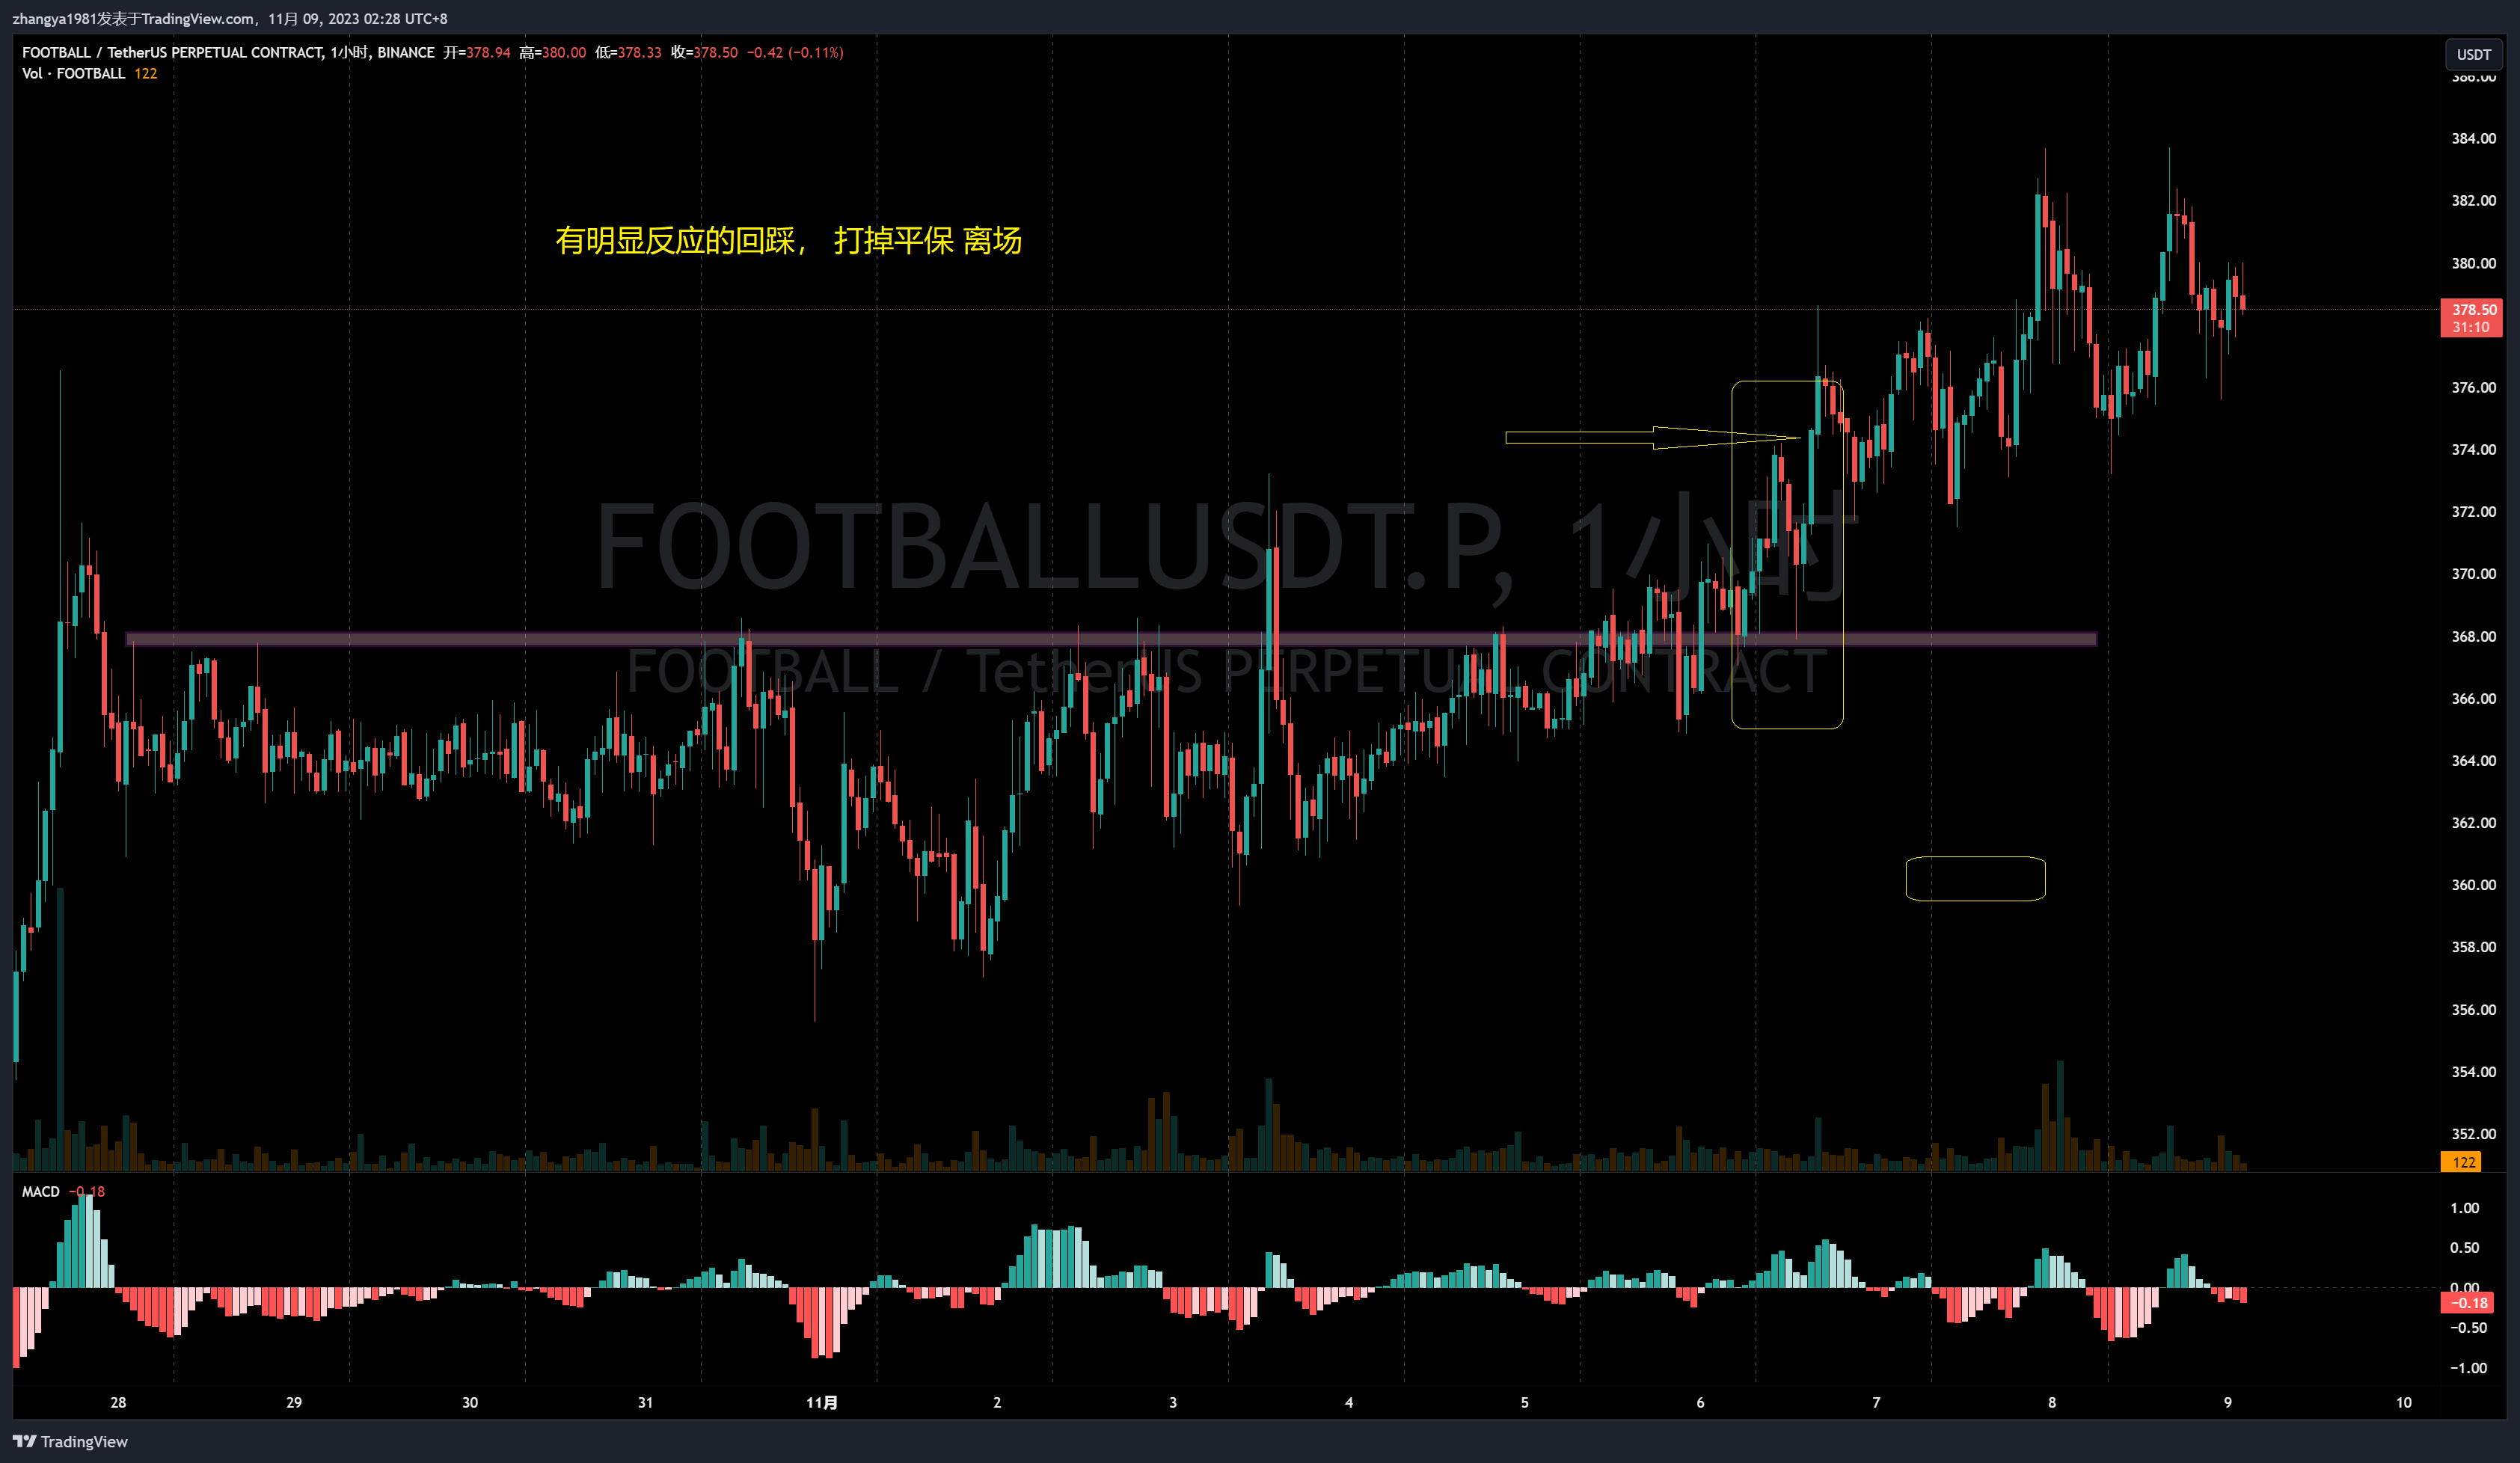 zhangya1981发表于TradingView.com， 11月 09, 2023 02:28 UTC+8
FOOTBALL / TetherUS PERPETUAL CONTRACT, 1小时, BINANCE 开=378.94 高=380.00 低=378.33 收=378.50 −0.42 (−0.11%)
Vol · FOOTBALL 122
USDT
386.00
384.00
382.00
有明显反应的回踩， 打掉平保 离场
380.00
378.50
31:10
376.00
374.00
372.00
FOOTBALLUSDT.P, 1小时
370.00
368.00
FOOTBALL / TetherUS PERPETUAL CONTRACT
366.00
364.00
362.00
360.00
358.00
356.00
354.00
352.00
122
MACD −0.18
1.00
0.50
0.00
−0.18
−0.50
−1.00
28 29 30 31 11月 2 3 4 5 6 7 8 9 10
TradingView